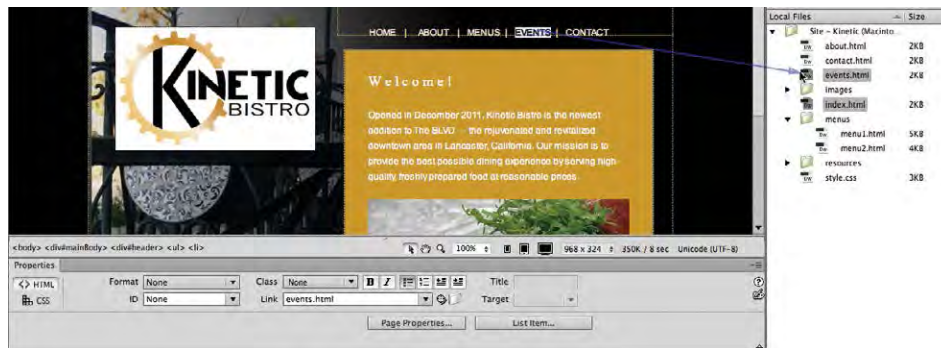 KINETIC
BISTRO
HOME | ABOUT | MENUS | EVENTS | CONTACT
Welcome!
Opened in December 2011, Kinetic Bistro is the newest
addition to The BLVD — the rejuvenated and revitalized
downtown area in Lancaster, California. Our mission is to
provide the best possible dining experience by serving high-
quality, freshly prepared food at reasonable prices.
<body> <div#mainBody> <div#header> <ul> <li>
100%
968 x 324
350K / 8 sec
Unicode (UTF-8)
Properties
<> HTML
CSS
Format None
Class None
B I
Title
ID None
Link events.html
Target
Page Properties...
List Item...
Local Files Size
Site - Kinetic (Macinto...
about.html 2KB
contact.html 2KB
events.html 2KB
images
index.html 2KB
menus
menu1.html 5KB
menu2.html 4KB
resources
style.css 3KB